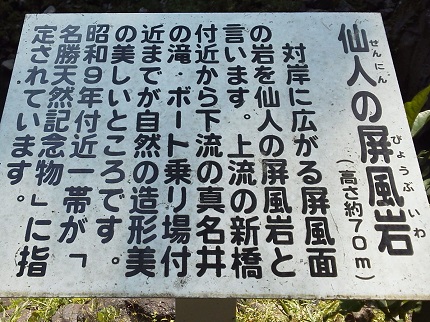 仙人の屏風岩
せんにん
びょうぶいわ
(高さ約70m)
対岸に広がる屏風面
の岩を仙人の屏風岩と
言います。上流の新橋
付近から下流の真名井
の滝・ボート乗り場付
近までが自然の造形美
の美しいところです。
昭和9年付近一帯が「
名勝天然記念物」に指
定されています。